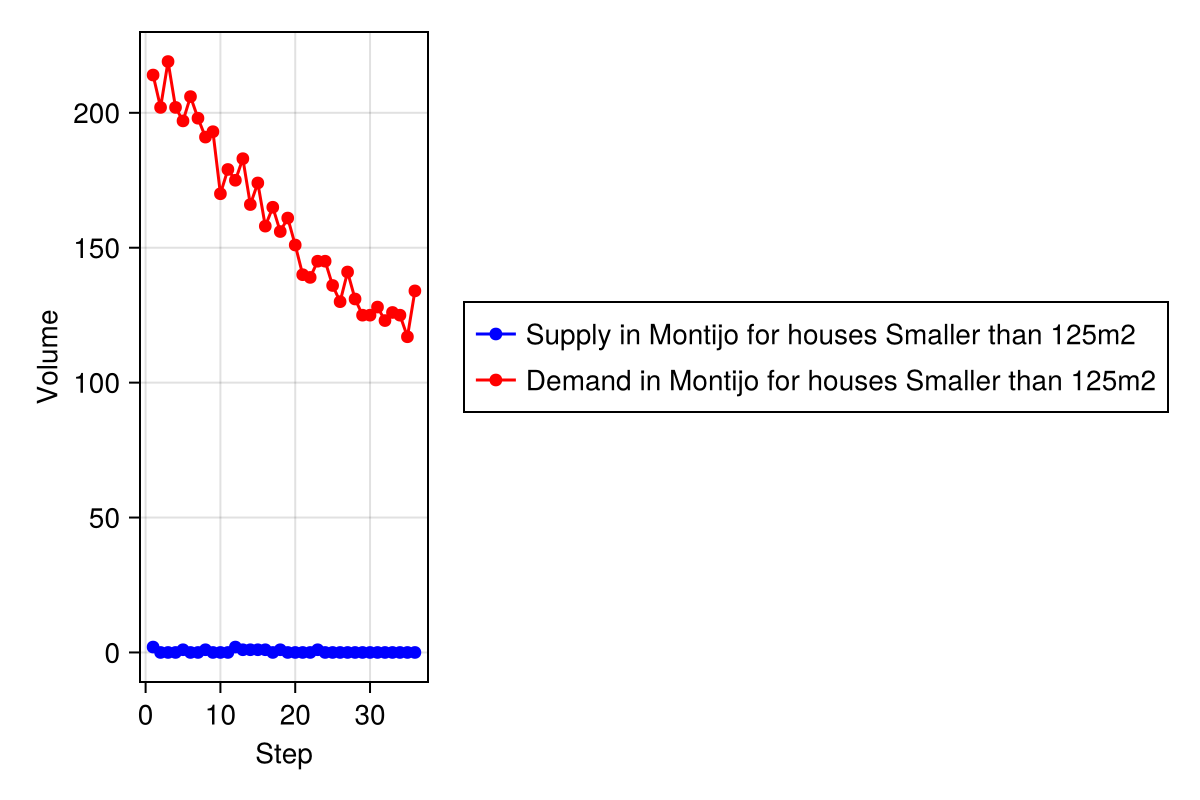 200
150
100
50
0
Volume
0 10 20 30
Step
Supply in Montijo for houses Smaller than 125m2
Demand in Montijo for houses Smaller than 125m2